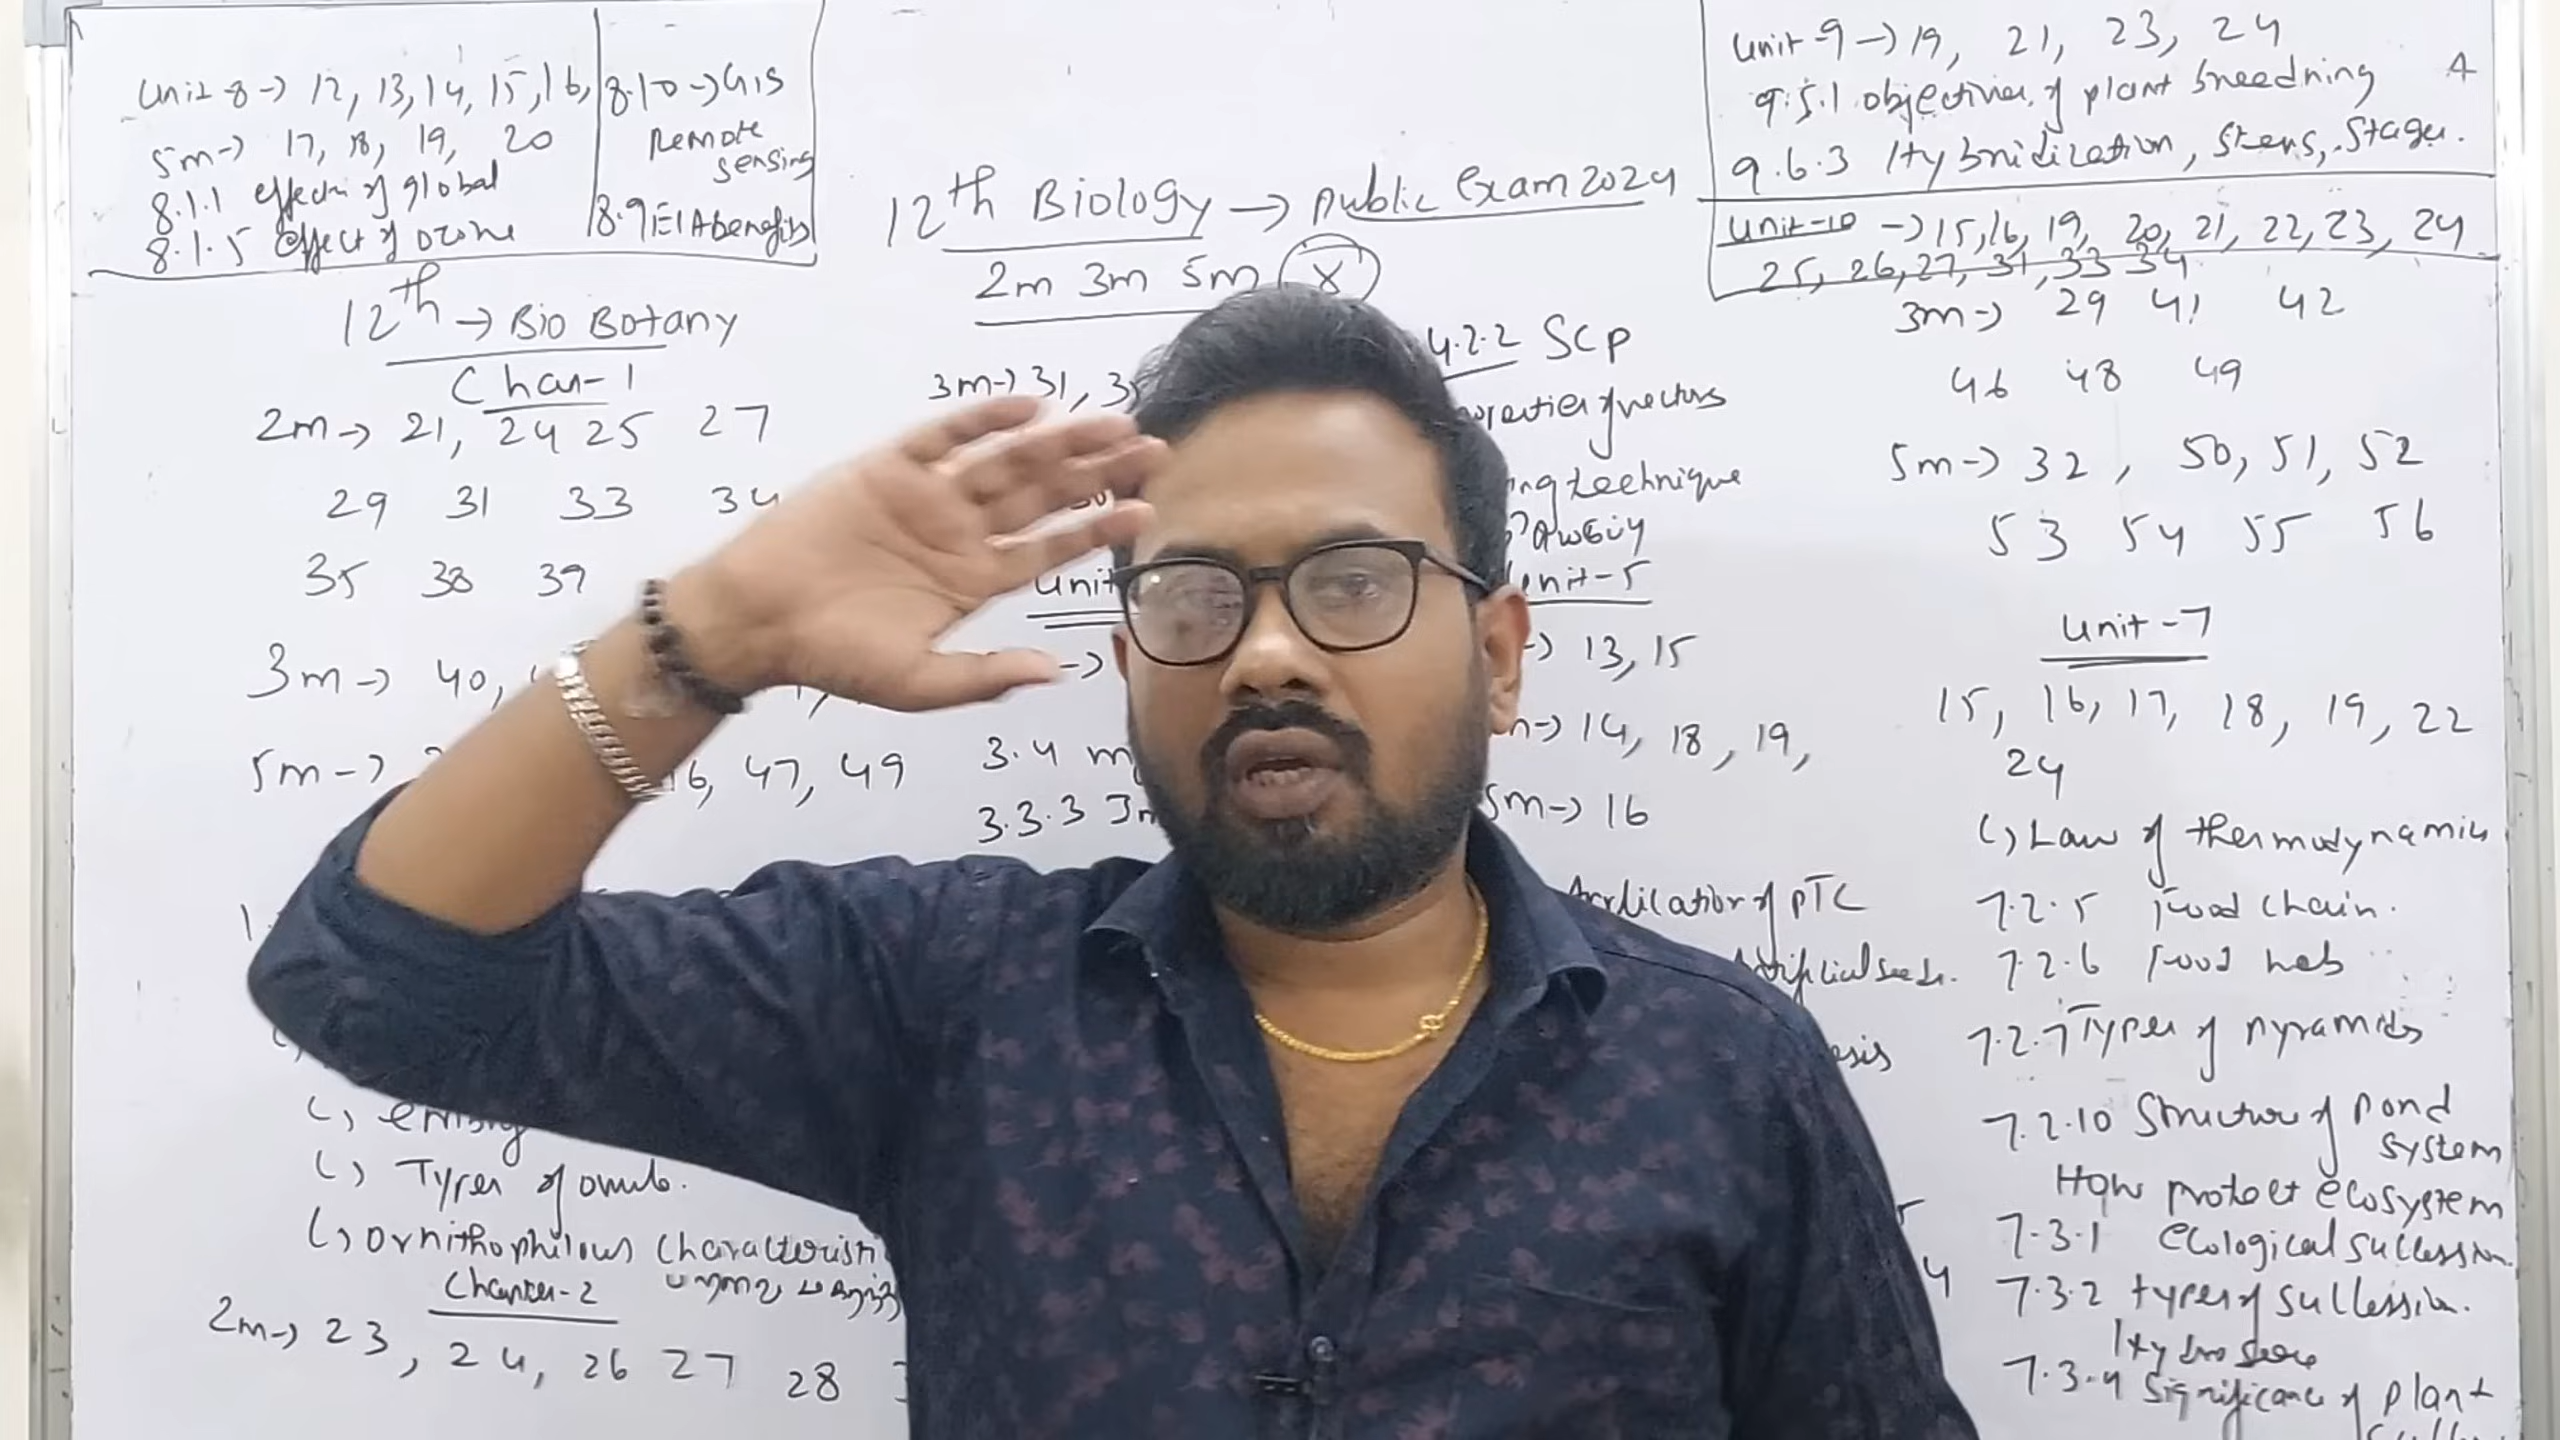 Unit-8 → 12, 13, 14, 15, 16,
5m → 17, 18, 19, 20
8.1.1 effects of global
8.1.5 Effect of ozone
8.10 → GIS
Remote
sensing
8.9 EIA benefits
12th Biology → public Exam 2024
2m 3m 5m
Unit-9 → 19, 21, 23, 24
9.5.1 objectives of plant breedning
9.6.3 Hybridization, Steps, Stages.
Unit-10 → 15, 16, 19, 20, 21, 22, 23, 24
25, 26, 27, 31, 33 34
12th → Bio Botany
Chap-1
2m → 21, 24 25 27
29 31 33 34
35 38 39
3m → 40,
5m → 16, 47, 49
Types of ovule.
Ornithophilous Characteristi
Chapter-2
2m → 23, 24, 26 27 28
3m → 31,
Unit
3.4
3.3.3
4.2.2 SCP
of vectors
technique
Unit-5
→ 13, 15
→ 14, 18, 19,
5m → 16
Application of PTC
Artificial seeds.
3m → 29 41 42
46 48 49
5m → 32, 50, 51, 52
53 54 55 56
Unit-7
15, 16, 17, 18, 19, 22
24
Law of thermodynamics
7.2.5 Food chain.
7.2.6 Food web
7.2.7 Types of pyramids
7.2.10 Structure of pond
system
How protect ecosystem
7.3.1 Ecological succession.
7.3.2 types of succession.
Hydrosere
7.3.4 Significance of plant